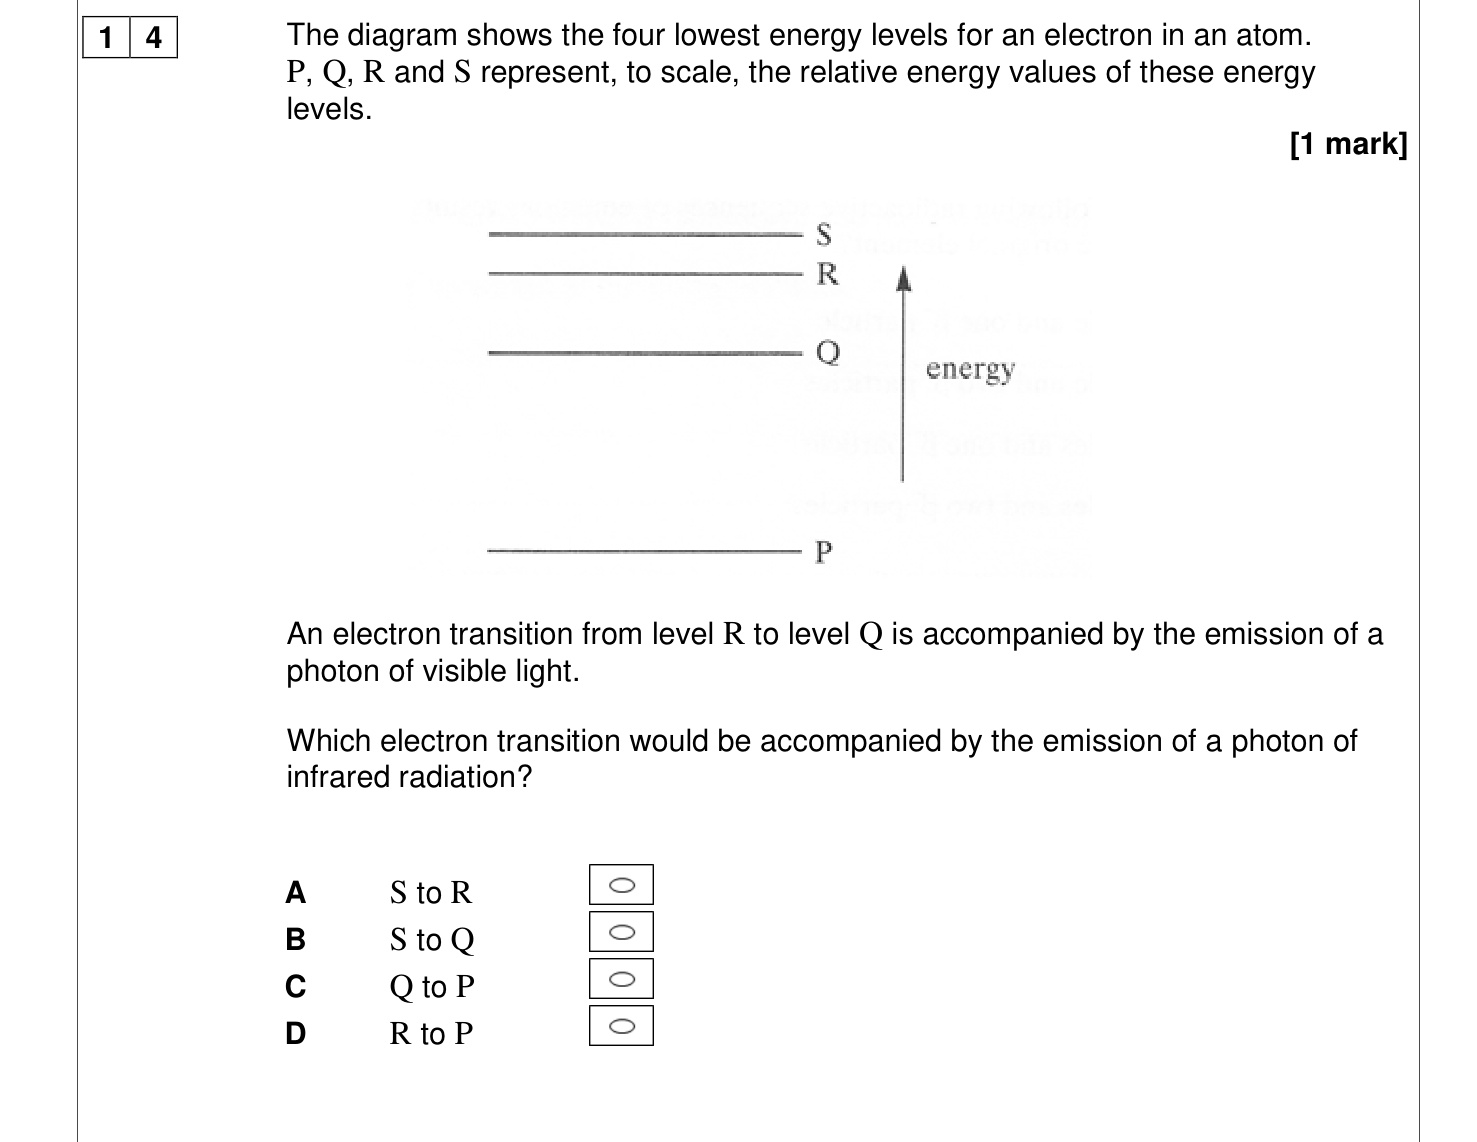 1 4
The diagram shows the four lowest energy levels for an electron in an atom.
P, Q, R and S represent, to scale, the relative energy values of these energy
levels.
[1 mark]
S
R
Q
energy
P
An electron transition from level R to level Q is accompanied by the emission of a
photon of visible light.
Which electron transition would be accompanied by the emission of a photon of
infrared radiation?
A S to R
B S to Q
C Q to P
D R to P